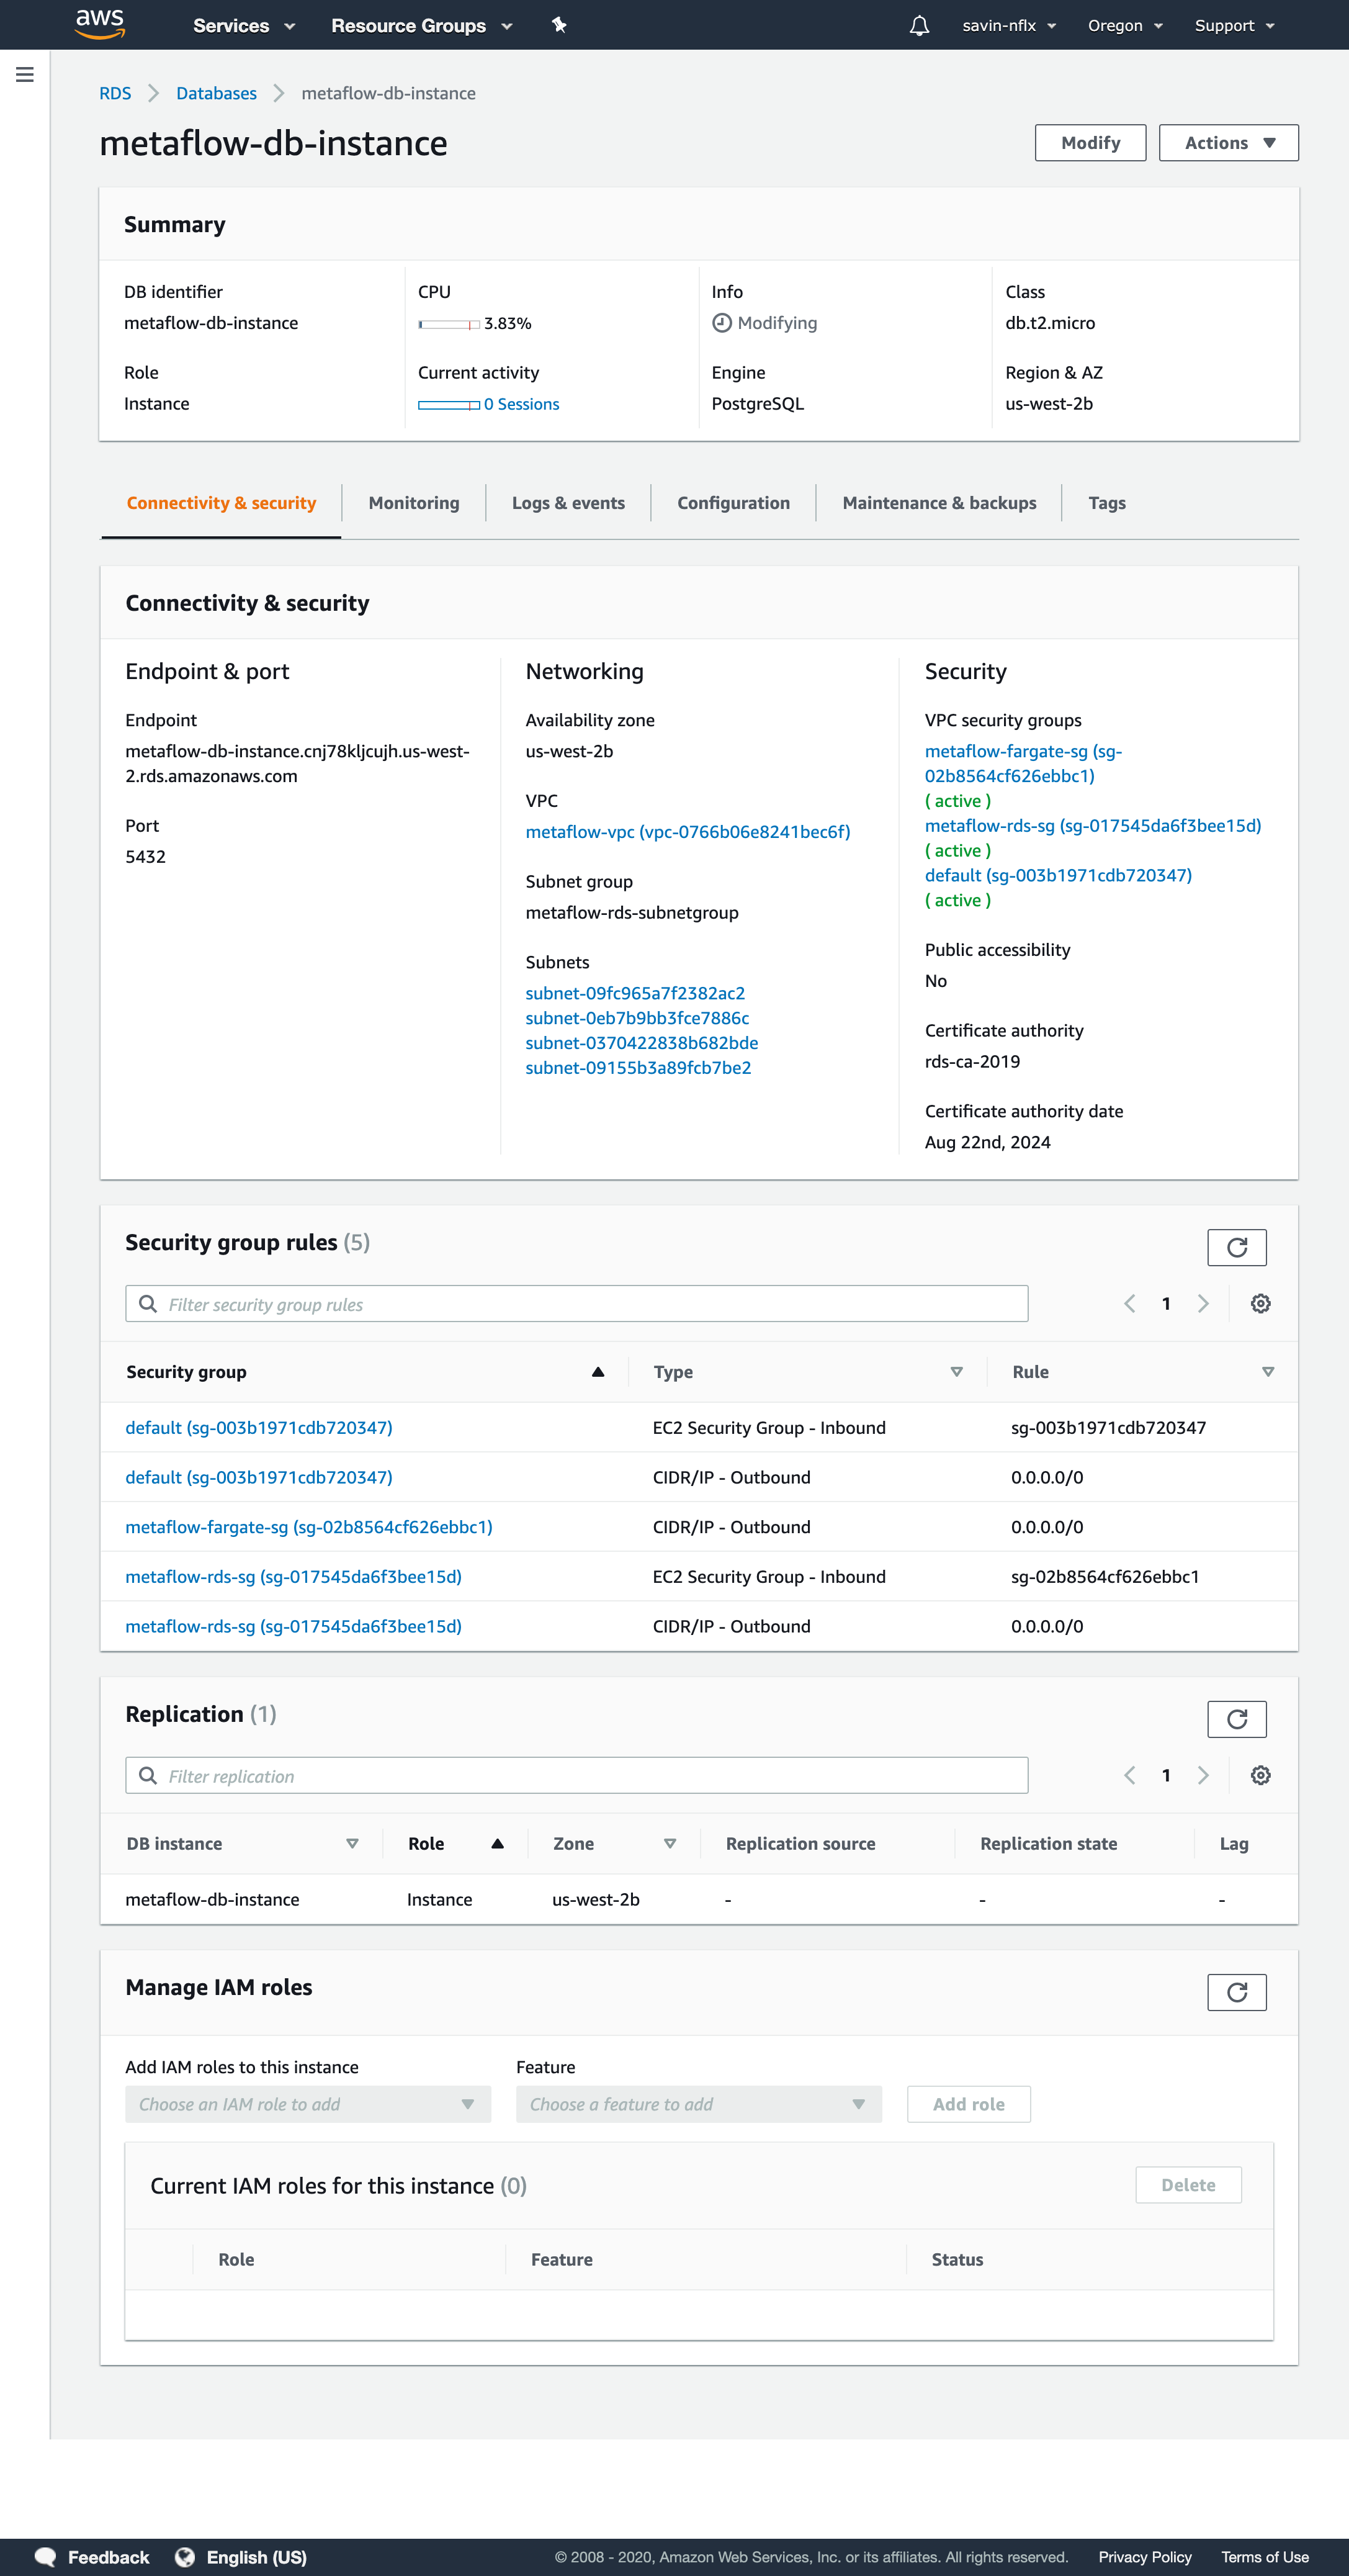 aws Services Resource Groups savin-nflx Oregon Support
RDS Databases metaflow-db-instance
metaflow-db-instance Modify Actions
Summary
DB identifier CPU Info Class
metaflow-db-instance 3.83% Modifying db.t2.micro
Role Current activity Engine Region & AZ
Instance 0 Sessions PostgreSQL us-west-2b
Connectivity & security Monitoring Logs & events Configuration Maintenance & backups Tags
Connectivity & security
Endpoint & port
Endpoint
metaflow-db-instance.cnj78kljcujh.us-west-
2.rds.amazonaws.com
Port
5432
Networking
Availability zone
us-west-2b
VPC
metaflow-vpc (vpc-0766b06e8241bec6f)
Subnet group
metaflow-rds-subnetgroup
Subnets
subnet-09fc965a7f2382ac2
subnet-0eb7b9bb3fce7886c
subnet-0370422838b682bde
subnet-09155b3a89fcb7be2
Security
VPC security groups
metaflow-fargate-sg (sg-
02b8564cf626ebbc1)
( active )
metaflow-rds-sg (sg-017545da6f3bee15d)
( active )
default (sg-003b1971cdb720347)
( active )
Public accessibility
No
Certificate authority
rds-ca-2019
Certificate authority date
Aug 22nd, 2024
Security group rules (5)
Filter security group rules 1
Security group Type Rule
default (sg-003b1971cdb720347) EC2 Security Group - Inbound sg-003b1971cdb720347
default (sg-003b1971cdb720347) CIDR/IP - Outbound 0.0.0.0/0
metaflow-fargate-sg (sg-02b8564cf626ebbc1) CIDR/IP - Outbound 0.0.0.0/0
metaflow-rds-sg (sg-017545da6f3bee15d) EC2 Security Group - Inbound sg-02b8564cf626ebbc1
metaflow-rds-sg (sg-017545da6f3bee15d) CIDR/IP - Outbound 0.0.0.0/0
Replication (1)
Filter replication 1
DB instance Role Zone Replication source Replication state Lag
metaflow-db-instance Instance us-west-2b - - -
Manage IAM roles
Add IAM roles to this instance Feature
Choose an IAM role to add Choose a feature to add Add role
Current IAM roles for this instance (0) Delete
Role Feature Status
Feedback English (US) © 2008 - 2020, Amazon Web Services, Inc. or its affiliates. All rights reserved. Privacy Policy Terms of Use